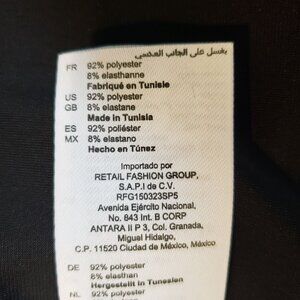 يغسل على الجانب العكسي
FR 92% polyester
8% elasthanne
Fabriqué en Tunisie
US 92% polyester
GB 8% elastane
Made in Tunisia
ES 92% poliéster
MX 8% elastano
Hecho en Túnez
Importado por
RETAIL FASHION GROUP,
S.A.P.I de C.V.
RFG150323SP5
Avenida Ejército Nacional,
No. 843 Int. B CORP
ANTARA II P 3, Col. Granada,
Miguel Hidalgo,
C.P. 11520 Ciudad de México, México
DE 92% polyester
8% elasthan
Hergestellt in Tunesien
NL 92% polyester